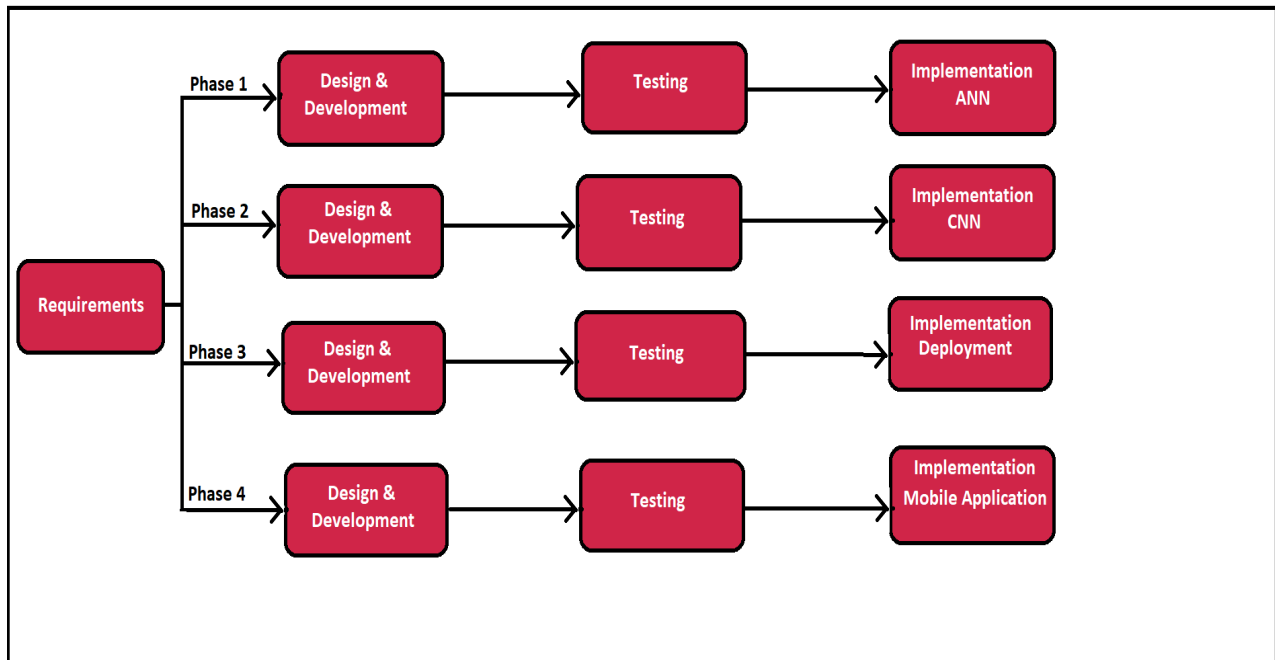 Phase 1
Design &
Development
Testing
Implementation
ANN
Phase 2
Design &
Development
Testing
Implementation
CNN
Requirements
Phase 3
Design &
Development
Testing
Implementation
Deployment
Phase 4
Design &
Development
Testing
Implementation
Mobile Application